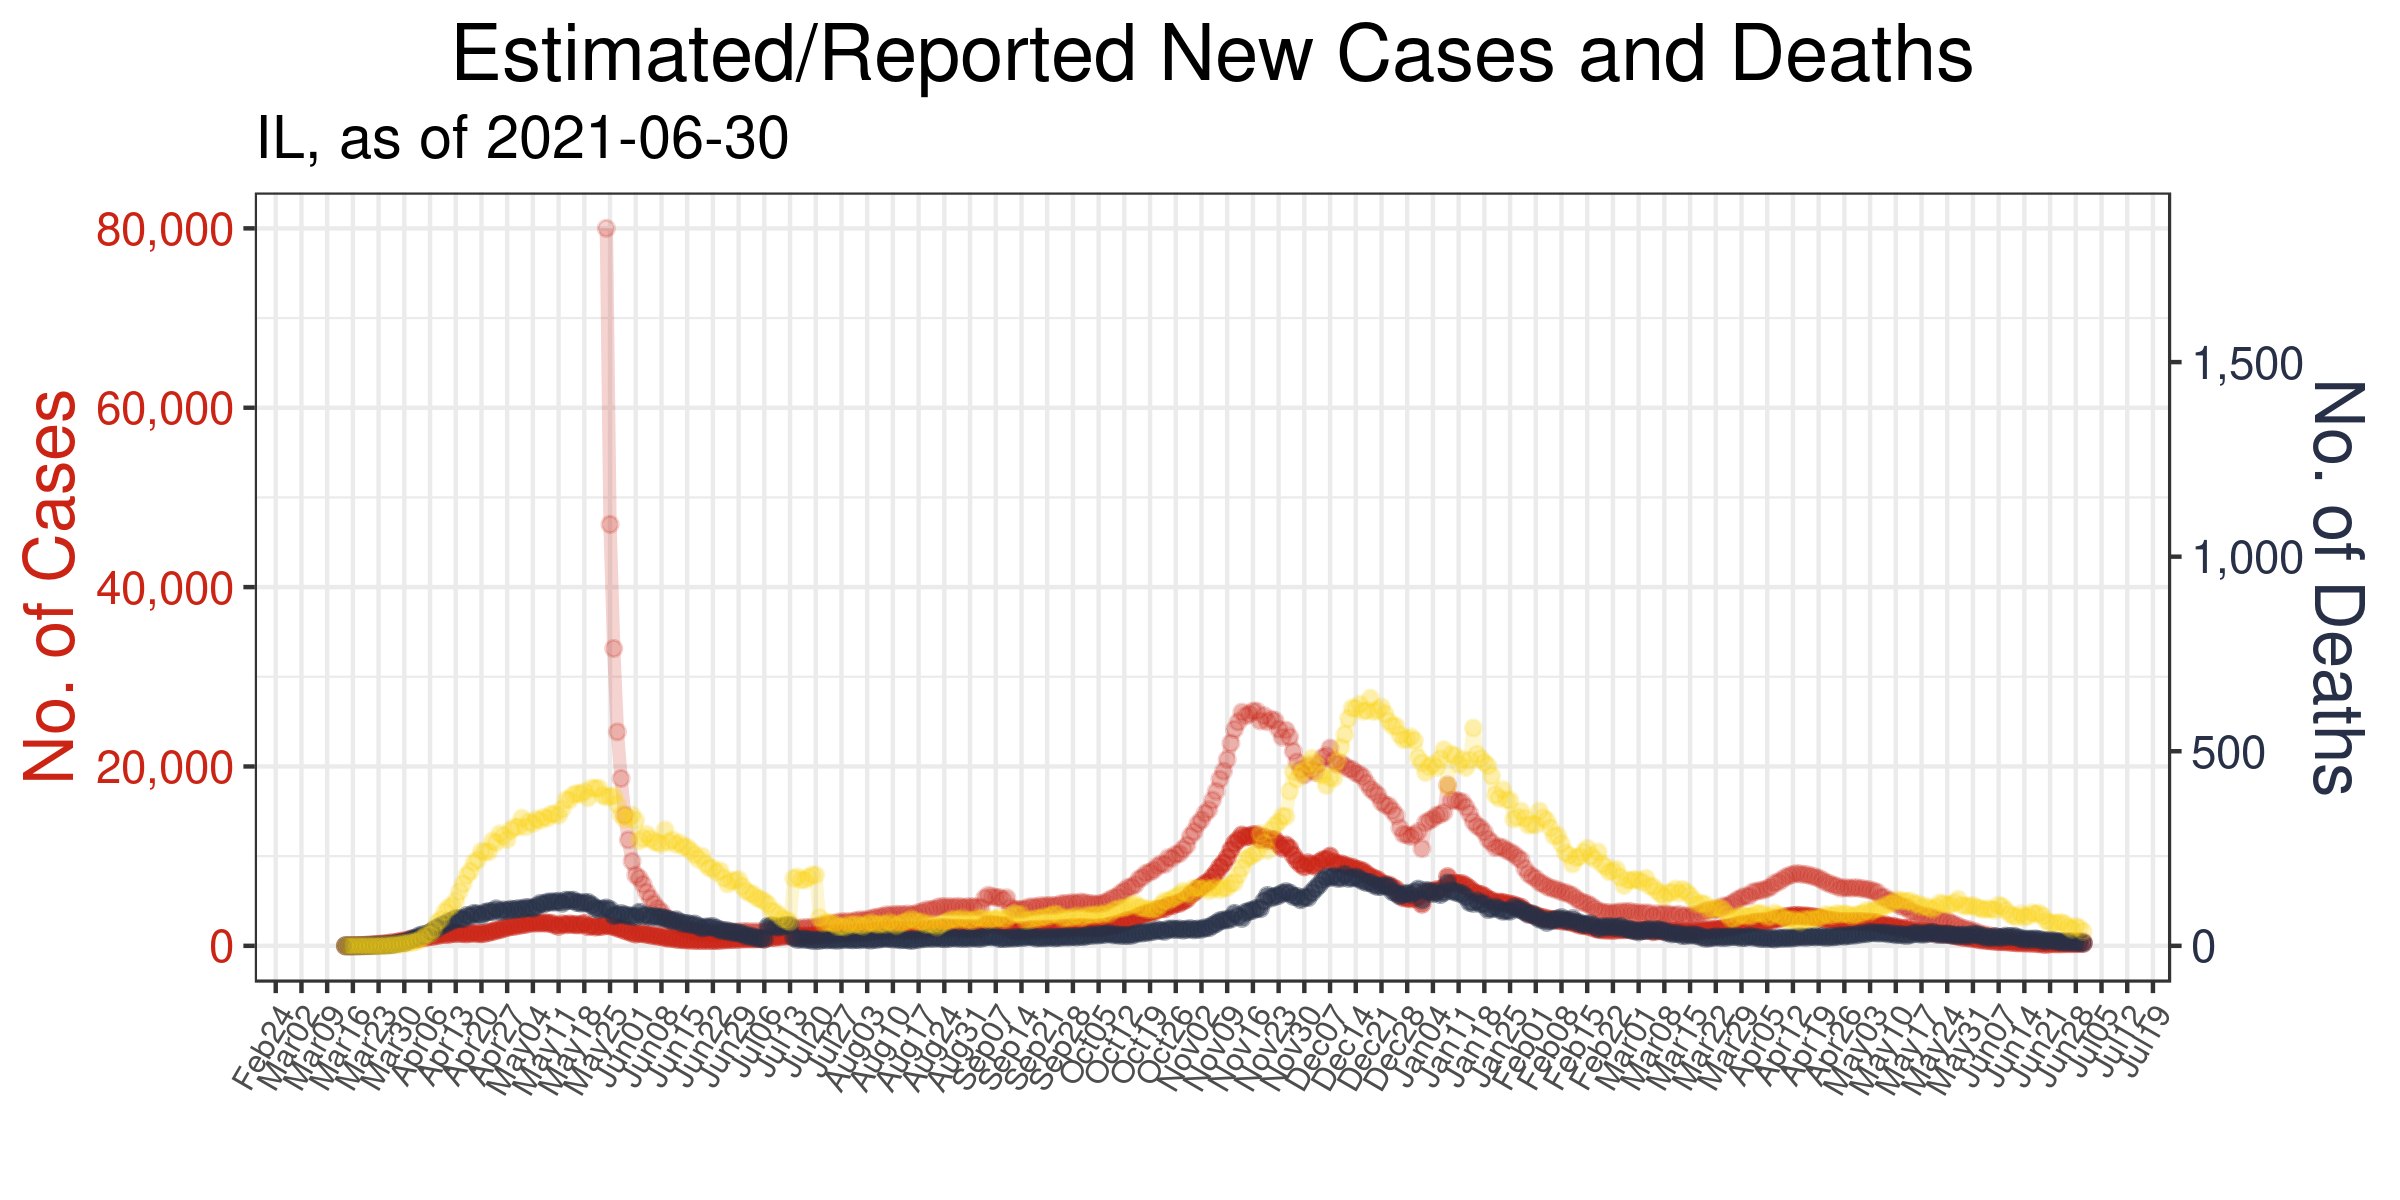 Estimated/Reported New Cases and Deaths
IL, as of 2021-06-30
No. of Cases
80,000
60,000
40,000
20,000
0
1,500
1,000
500
0
No. of Deaths
Feb24
Mar02
Mar09
Mar16
Mar23
Mar30
Apr06
Apr13
Apr20
Apr27
May04
May11
May18
May25
Jun01
Jun08
Jun15
Jun22
Jun29
Jul06
Jul13
Jul20
Jul27
Aug03
Aug10
Aug17
Aug24
Aug31
Sep07
Sep14
Sep21
Sep28
Oct05
Oct12
Oct19
Oct26
Nov02
Nov09
Nov16
Nov23
Nov30
Dec07
Dec14
Dec21
Dec28
Jan04
Jan11
Jan18
Jan25
Feb01
Feb08
Feb15
Feb22
Mar01
Mar08
Mar15
Mar22
Mar29
Apr05
Apr12
Apr19
Apr26
May03
May10
May17
May24
May31
Jun07
Jun14
Jun21
Jun28
Jul05
Jul12
Jul19